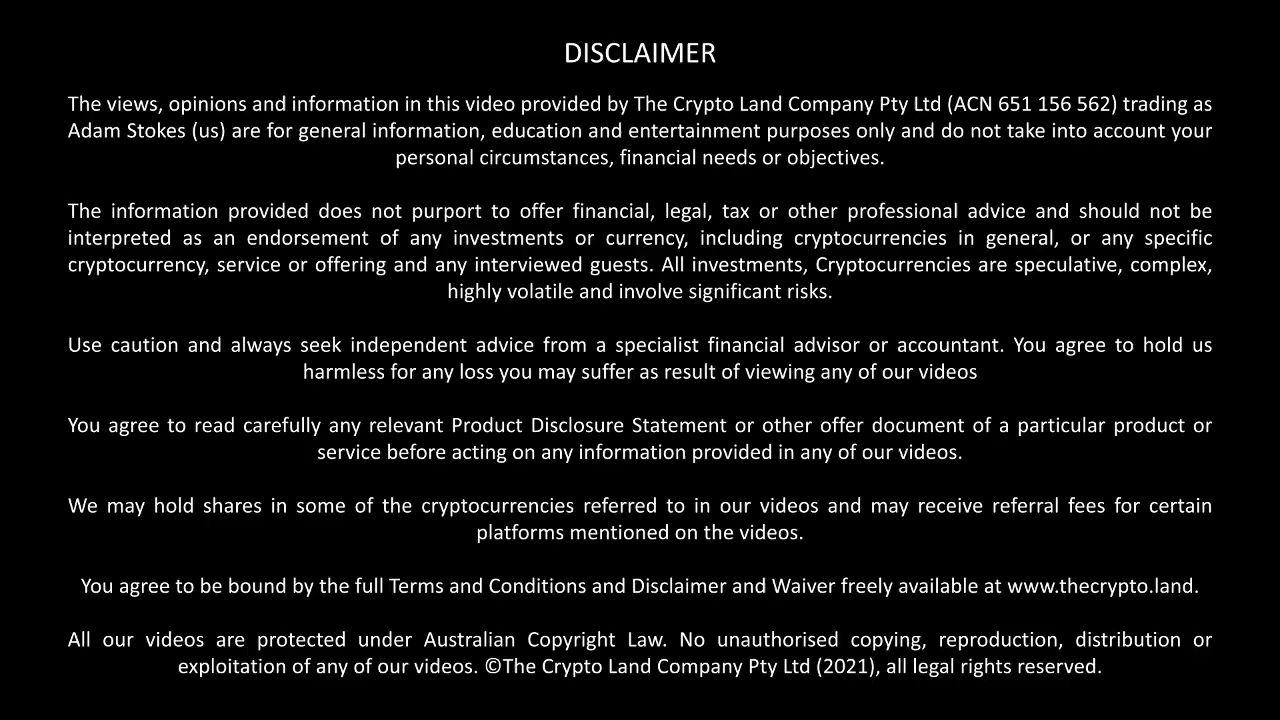 DISCLAIMER
The views, opinions and information in this video provided by The Crypto Land Company Pty Ltd (ACN 651 156 562) trading as
Adam Stokes (us) are for general information, education and entertainment purposes only and do not take into account your
personal circumstances, financial needs or objectives.
The information provided does not purport to offer financial, legal, tax or other professional advice and should not be
interpreted as an endorsement of any investments or currency, including cryptocurrencies in general, or any specific
cryptocurrency, service or offering and any interviewed guests. All investments, Cryptocurrencies are speculative, complex,
highly volatile and involve significant risks.
Use caution and always seek independent advice from a specialist financial advisor or accountant. You agree to hold us
harmless for any loss you may suffer as result of viewing any of our videos
You agree to read carefully any relevant Product Disclosure Statement or other offer document of a particular product or
service before acting on any information provided in any of our videos.
We may hold shares in some of the cryptocurrencies referred to in our videos and may receive referral fees for certain
platforms mentioned on the videos.
You agree to be bound by the full Terms and Conditions and Disclaimer and Waiver freely available at www.thecrypto.land.
All our videos are protected under Australian Copyright Law. No unauthorised copying, reproduction, distribution or
exploitation of any of our videos. ©The Crypto Land Company Pty Ltd (2021), all legal rights reserved.